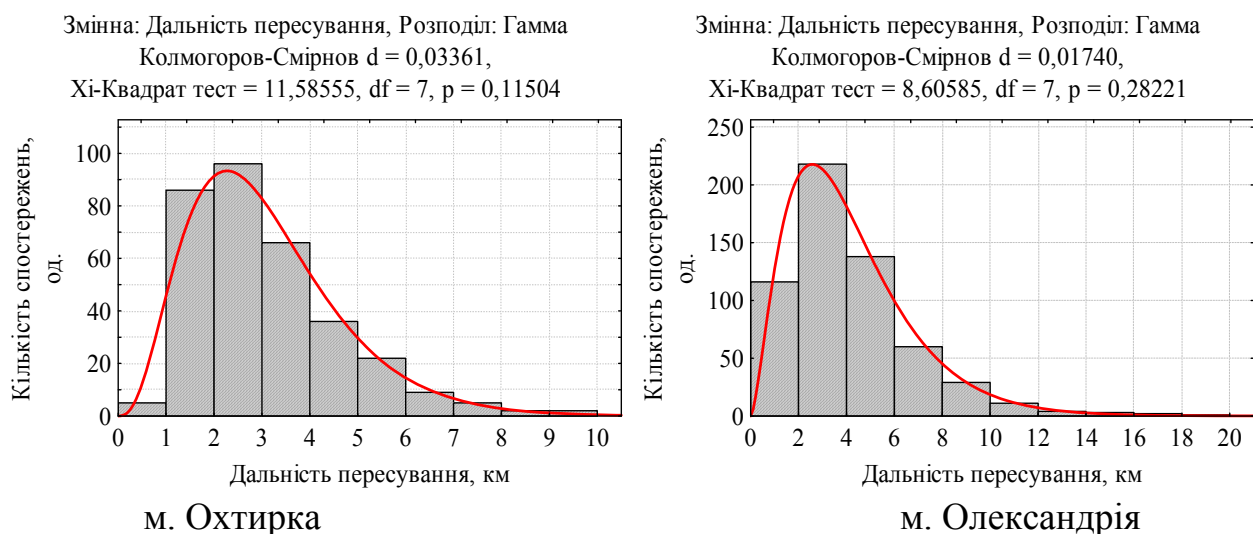 Змінна: Дальність пересування, Розподіл: Гамма
Колмогоров-Смірнов d = 0,03361,
Хі-Квадрат тест = 11,58555, df = 7, p = 0,11504
Кількість спостережень,
од.
100
80
60
40
20
0
0 1 2 3 4 5 6 7 8 9 10
Дальність пересування, км
м. Охтирка
Змінна: Дальність пересування, Розподіл: Гамма
Колмогоров-Смірнов d = 0,01740,
Хі-Квадрат тест = 8,60585, df = 7, p = 0,28221
Кількість спостережень,
од.
250
200
150
100
50
0
0 2 4 6 8 10 12 14 16 18 20
Дальність пересування, км
м. Олександрія